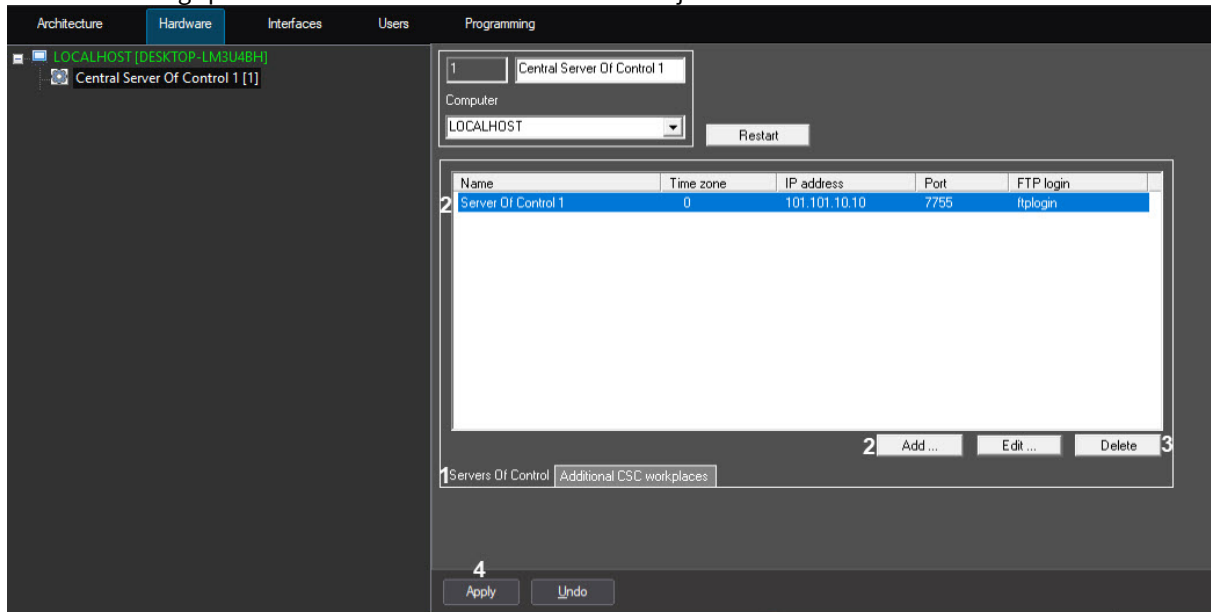 Architecture Hardware Interfaces Users Programming
LOCALHOST [DESKTOP-LM3U4BH]
Central Server Of Control 1 [1]
1 Central Server Of Control 1
Computer
LOCALHOST
Restart
Name Time zone IP address Port FTP login
2 Server Of Control 1 0 101.101.10.10 7755 ftplogin
2 Add ... Edit ... Delete 3
1 Servers Of Control Additional CSC workplaces
4
Apply Undo